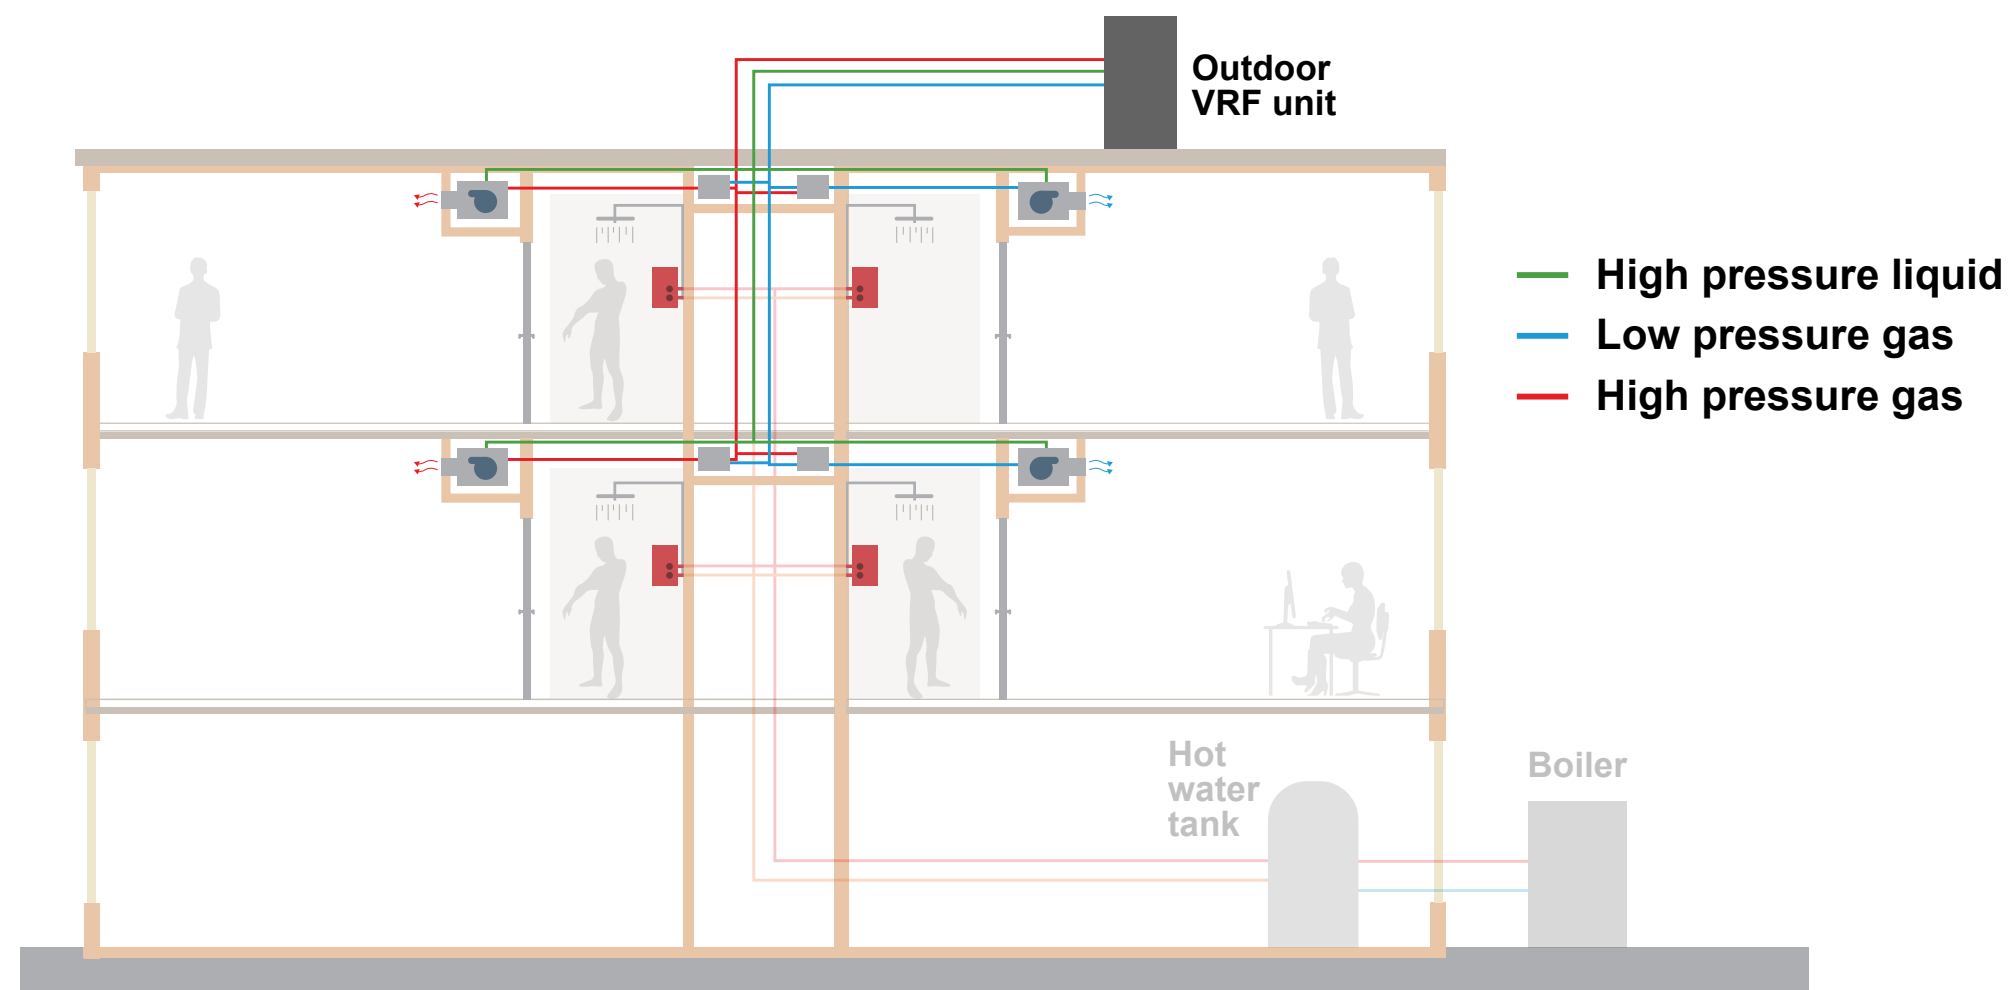 Outdoor
VRF unit
High pressure liquid
Low pressure gas
High pressure gas
Hot
water
tank
Boiler